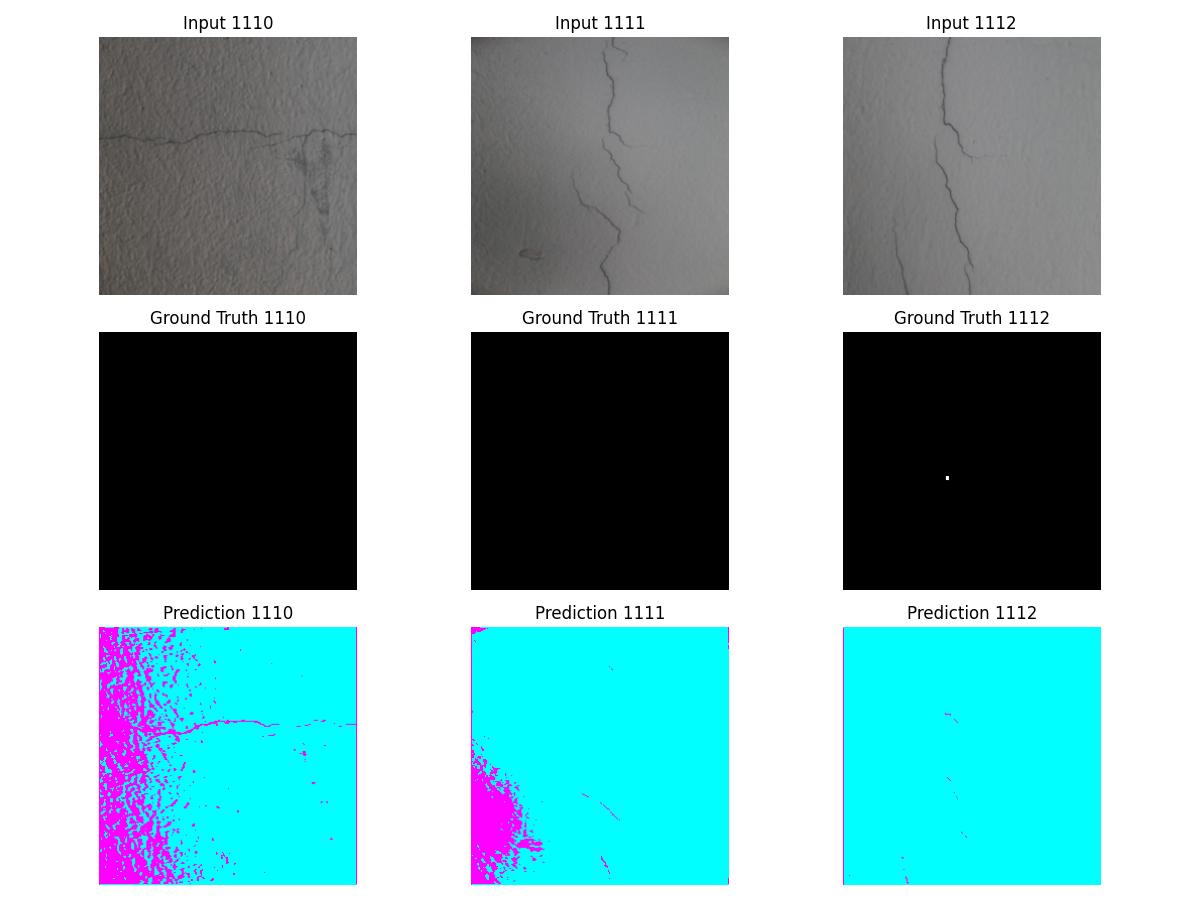 Input 1110
Input 1111
Input 1112
Ground Truth 1110
Ground Truth 1111
Ground Truth 1112
Prediction 1110
Prediction 1111
Prediction 1112